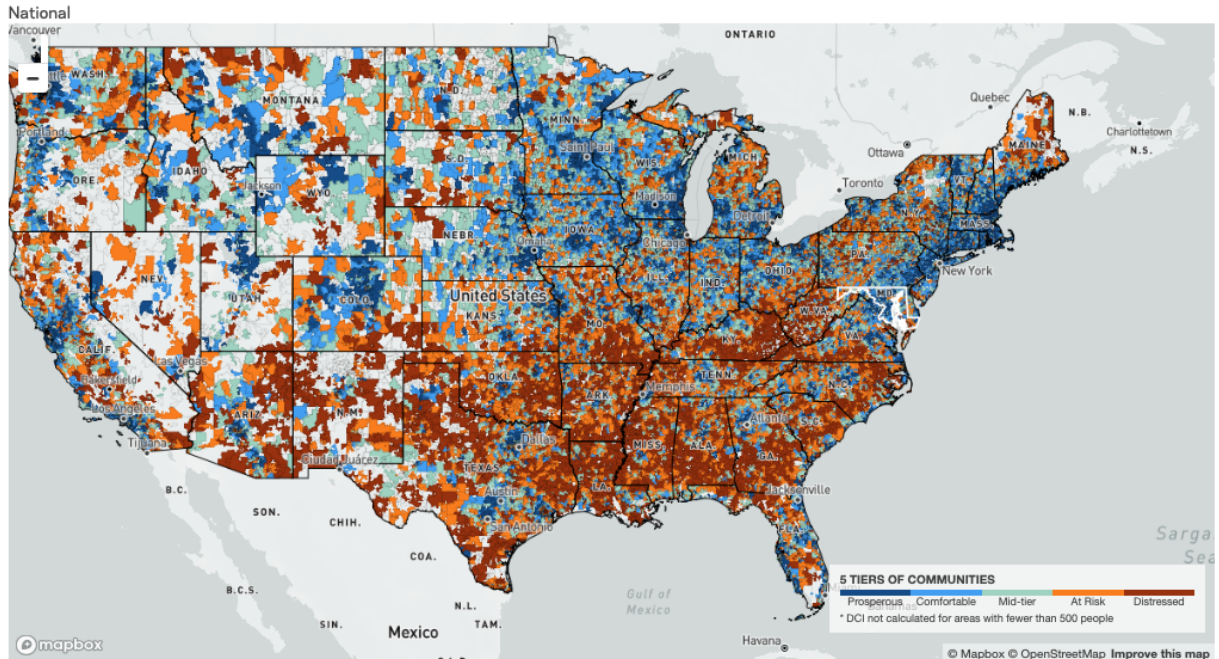 National
Vancouver
ONTARIO
WASH.
MONTANA
N.D.
MINN.
Quebec
N.B.
Charlottetown
N.S.
Portland
Saint Paul
Ottawa
MAINE
ORE.
IDAHO
S.D.
WIS.
MICH.
Toronto
VT.
Jackson
WYO.
Madison
N.Y.
Detroit
MASS.
NEBR.
IOWA
Omaha
Chicago
NEV.
UTAH
COLO.
ILL.
IND.
OHIO
PA.
New York
United States
KANS.
MO.
MD.
W.VA.
VA.
KY.
CALIF.
Las Vegas
Bakersfield
OKLA.
TENN.
N.C.
Los Angeles
ARIZ.
N.M.
ARK.
Memphis
Atlanta
S.C.
Tijuana
Dallas
MISS.
ALA.
GA.
Ciudad Juárez
TEXAS
B.C.
LA.
Jacksonville
Austin
SON.
CHIH.
San Antonio
FLA.
COA.
B.C.S.
N.L.
Gulf of
Mexico
SIN.
Mexico
TAM.
Miami
Bahamas
Havana
5 TIERS OF COMMUNITIES
Prosperous Comfortable Mid-tier At Risk Distressed
* DCI not calculated for areas with fewer than 500 people
mapbox
© Mapbox © OpenStreetMap Improve this map